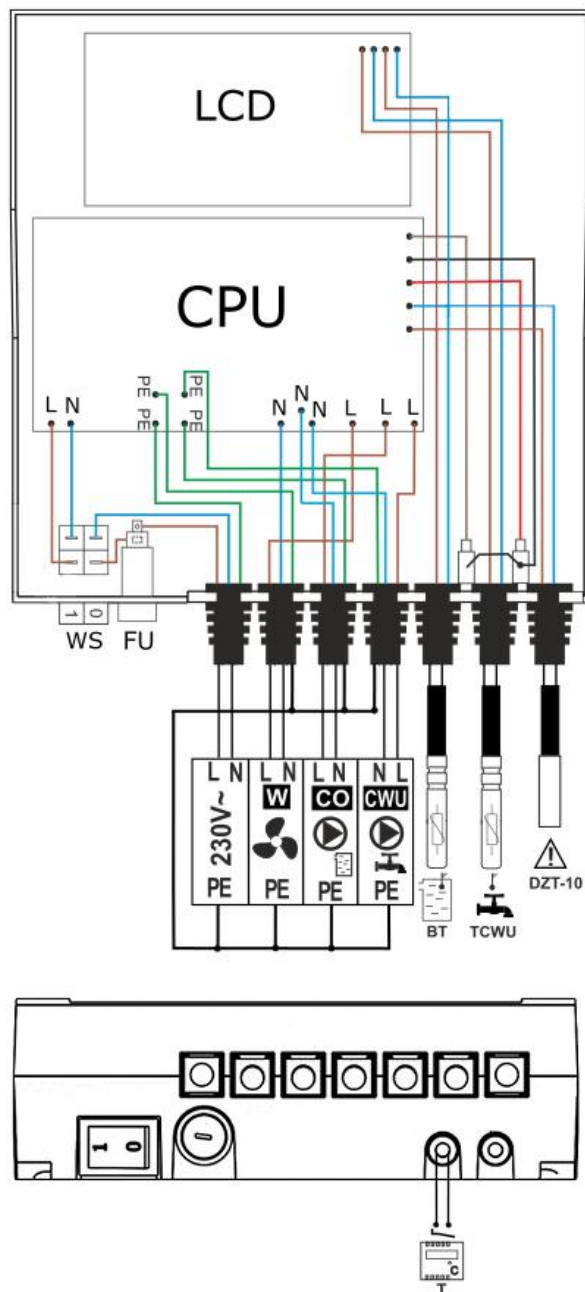 LCD
CPU
PE
PE
L N
PE
PE
N
N
N
L
L
L
1
0
WS
FU
L N
L N
L N
N L
230V~
W
CO
CWU
PE
PE
PE
PE
BT
TCWU
DZT-10
1
0
°C
T